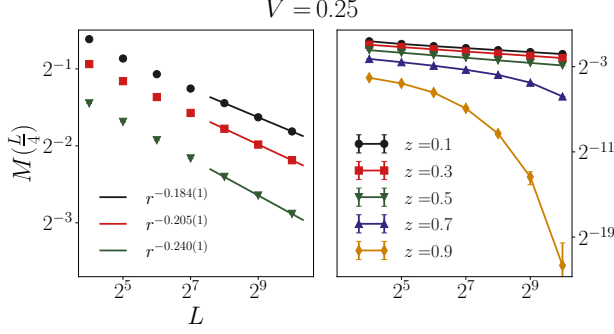 V = 0.25
M(L/4)
2^−1
2^−2
2^−3
r^−0.184(1)
r^−0.205(1)
r^−0.240(1)
2^5 2^7 2^9
L
z =0.1
z =0.3
z =0.5
z =0.7
z =0.9
2^−3
2^−11
2^−19
2^5 2^7 2^9
L